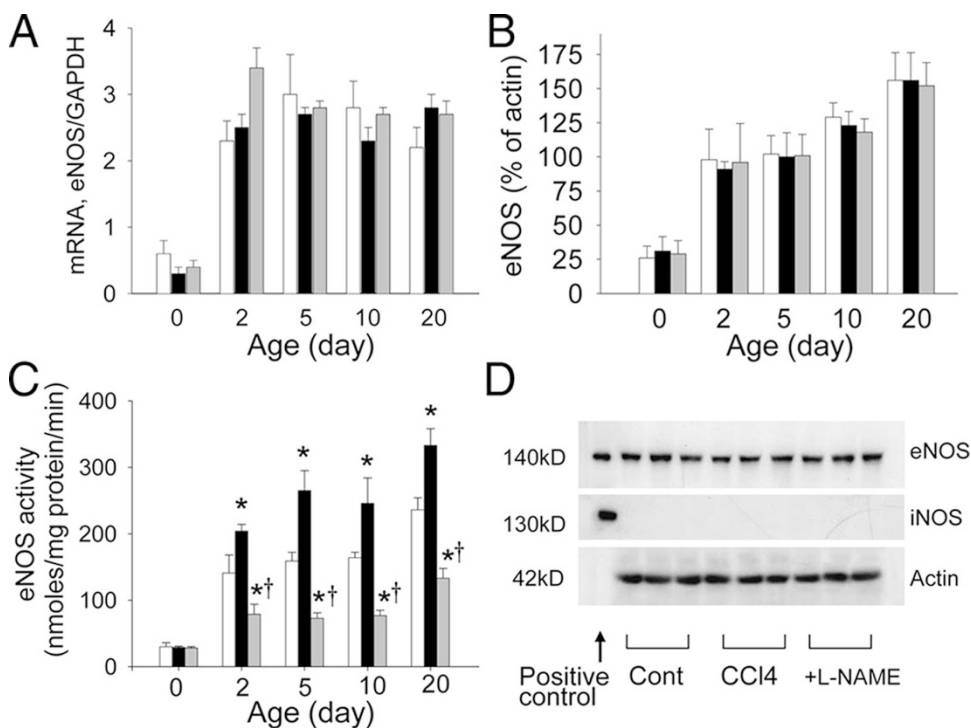 A
mRNA, eNOS/GAPDH
4
3
2
1
0
0 2 5 10 20
Age (day)
B
eNOS (% of actin)
175
150
125
100
75
50
25
0
0 2 5 10 20
Age (day)
C
eNOS activity
(nmoles/mg protein/min)
400
300
200
100
0
* * * *
*† *† *† *†
0 2 5 10 20
Age (day)
D
140kD eNOS
130kD iNOS
42kD Actin
Positive
control
Cont CCl4 +L-NAME